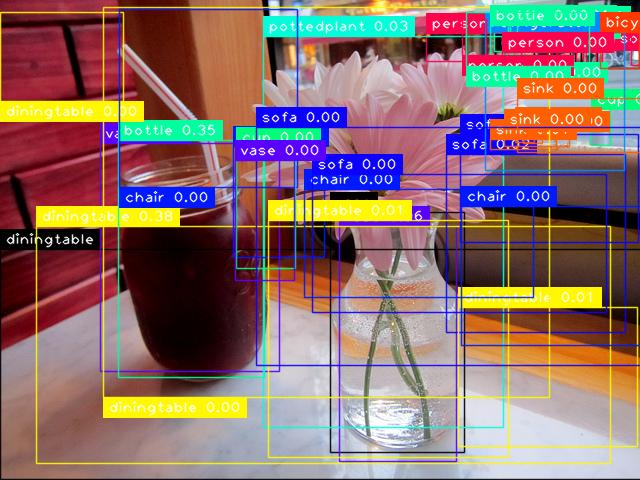 bottle 0.00
pottedplant 0.03
person
bicy
person 0.00
bottle 0.00
sink 0.00
diningtable 0.00
sofa 0.00
sink 0.00
bottle 0.35
cup 0.00
vase 0.00
sofa 0.02
sofa 0.00
chair 0.00
chair 0.00
chair 0.00
diningtable 0.38
diningtable 0.01
diningtable
diningtable 0.01
diningtable 0.00